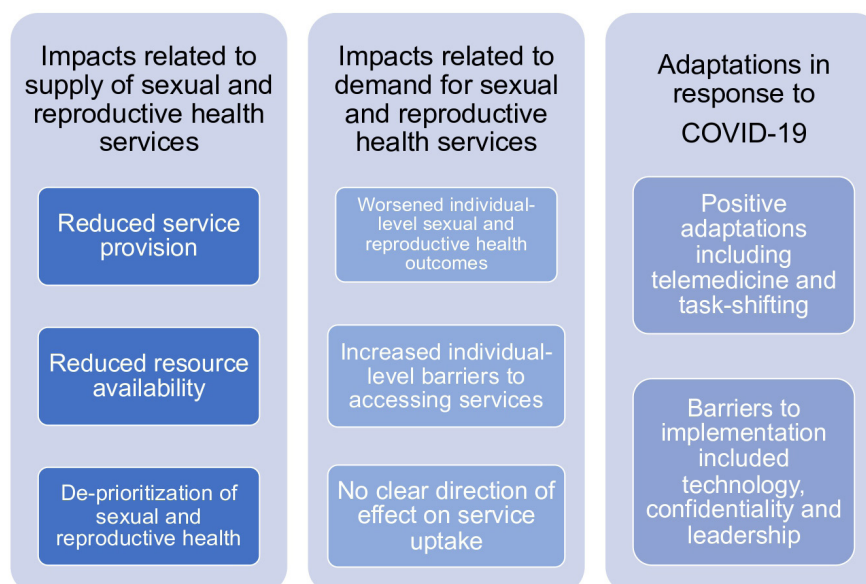 Impacts related to
supply of sexual and
reproductive health
services
Reduced service
provision
Reduced resource
availability
De-prioritization of
sexual and
reproductive health
Impacts related to
demand for sexual
and reproductive
health services
Worsened individual-
level sexual and
reproductive health
outcomes
Increased individual-
level barriers to
accessing services
No clear direction of
effect on service
uptake
Adaptations in
response to
COVID-19
Positive
adaptations
including
telemedicine and
task-shifting
Barriers to
implementation
included
technology,
confidentiality and
leadership